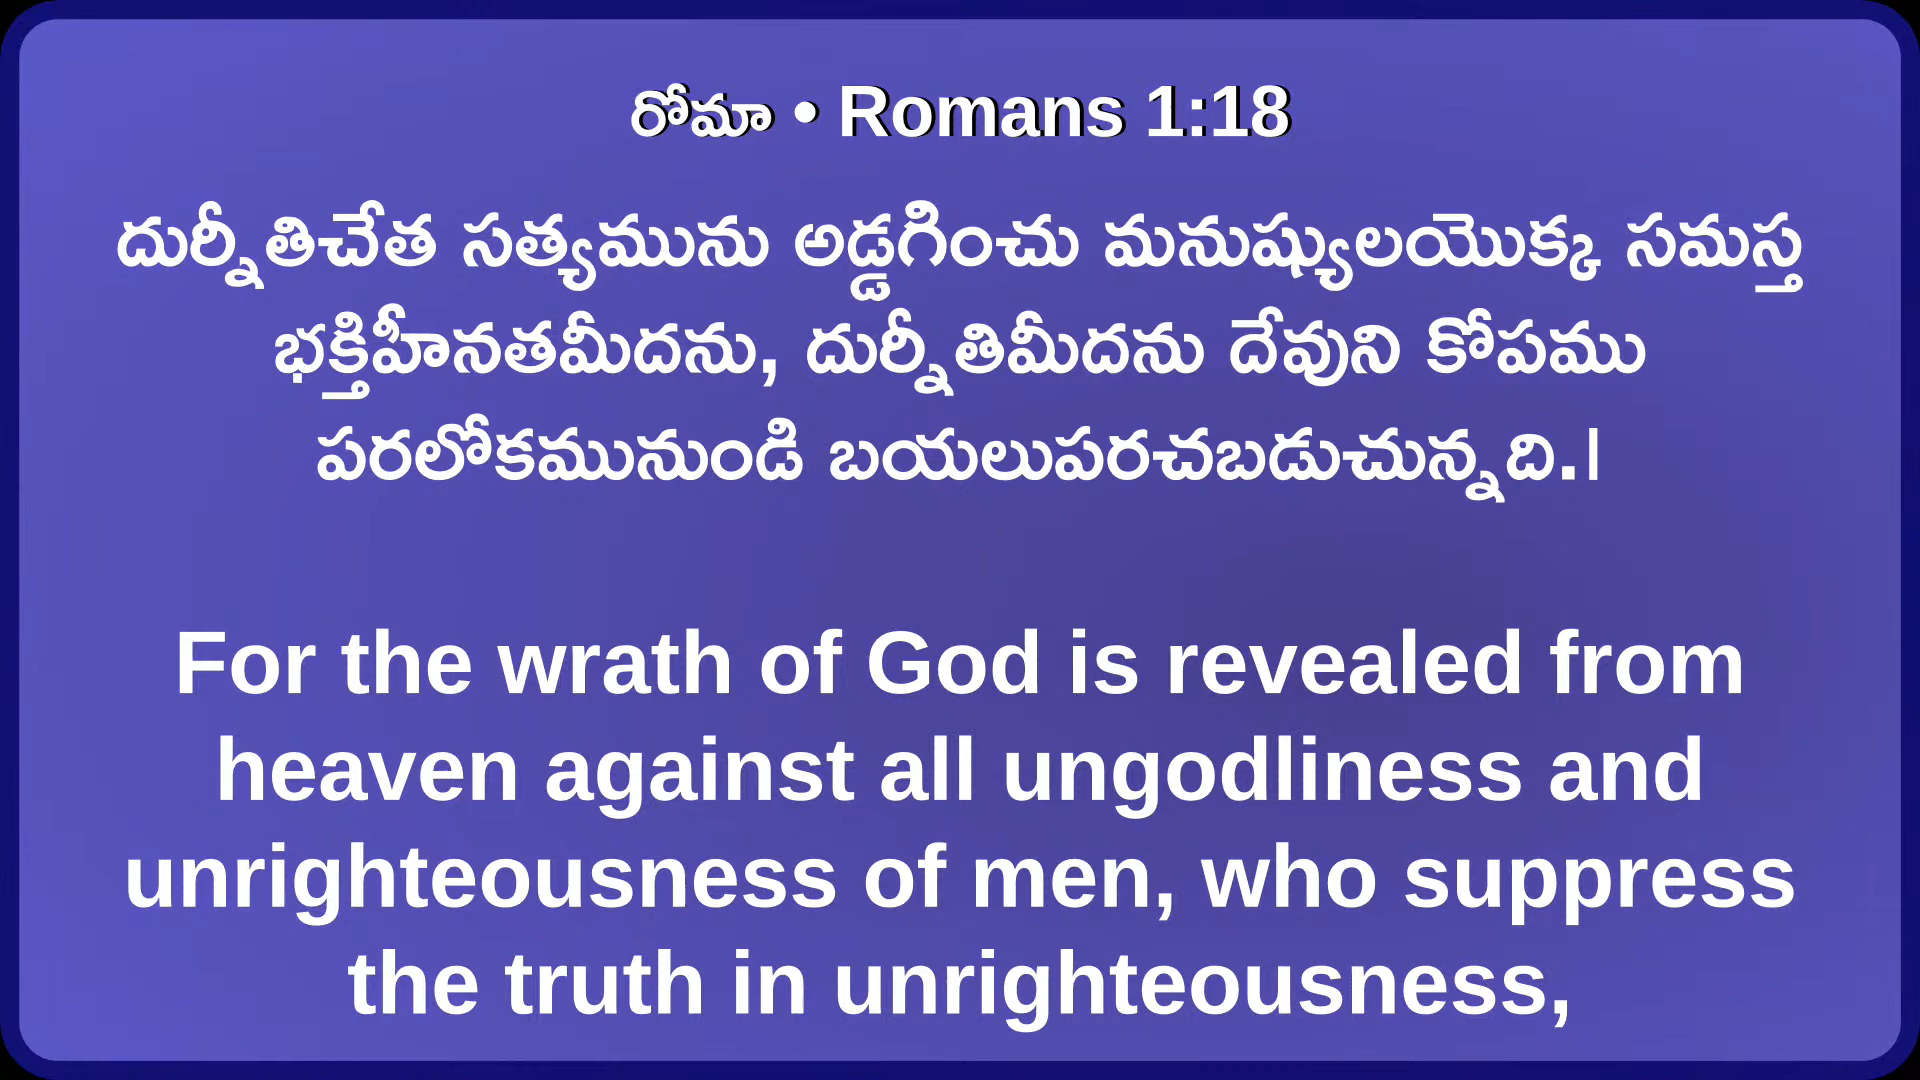 రోమా • Romans 1:18
దుర్నీతిచేత సత్యమును అడ్డగించు మనుష్యులయొక్క సమస్త
భక్తిహీనతమీదను, దుర్నీతిమీదను దేవుని కోపము
పరలోకమునుండి బయలుపరచబడుచున్నది.।
For the wrath of God is revealed from
heaven against all ungodliness and
unrighteousness of men, who suppress
the truth in unrighteousness,